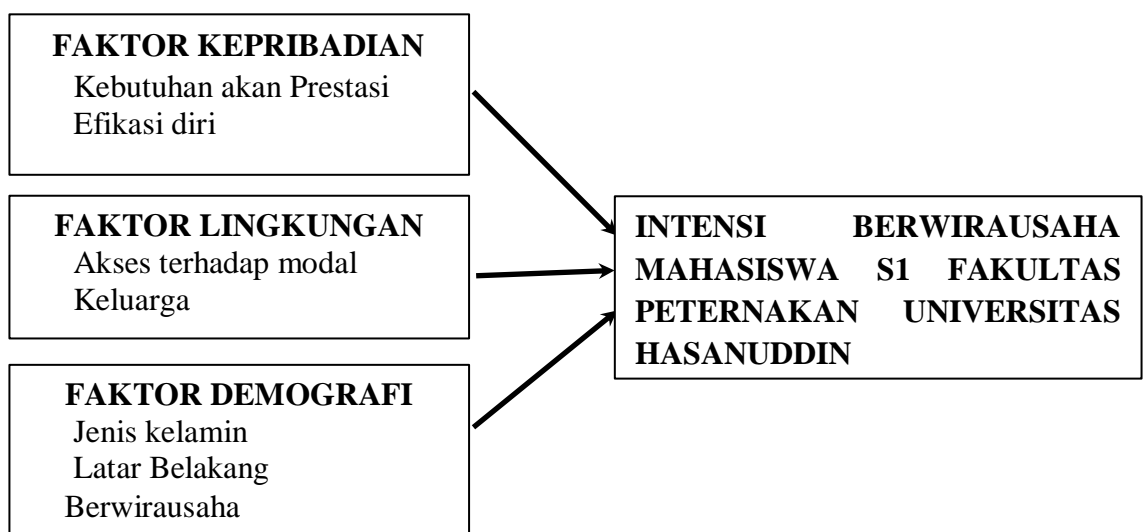 FAKTOR KEPRIBADIAN
Kebutuhan akan Prestasi
Efikasi diri
FAKTOR LINGKUNGAN
Akses terhadap modal
Keluarga
FAKTOR DEMOGRAFI
Jenis kelamin
Latar Belakang
Berwirausaha
INTENSI BERWIRAUSAHA
MAHASISWA S1 FAKULTAS
PETERNAKAN UNIVERSITAS
HASANUDDIN